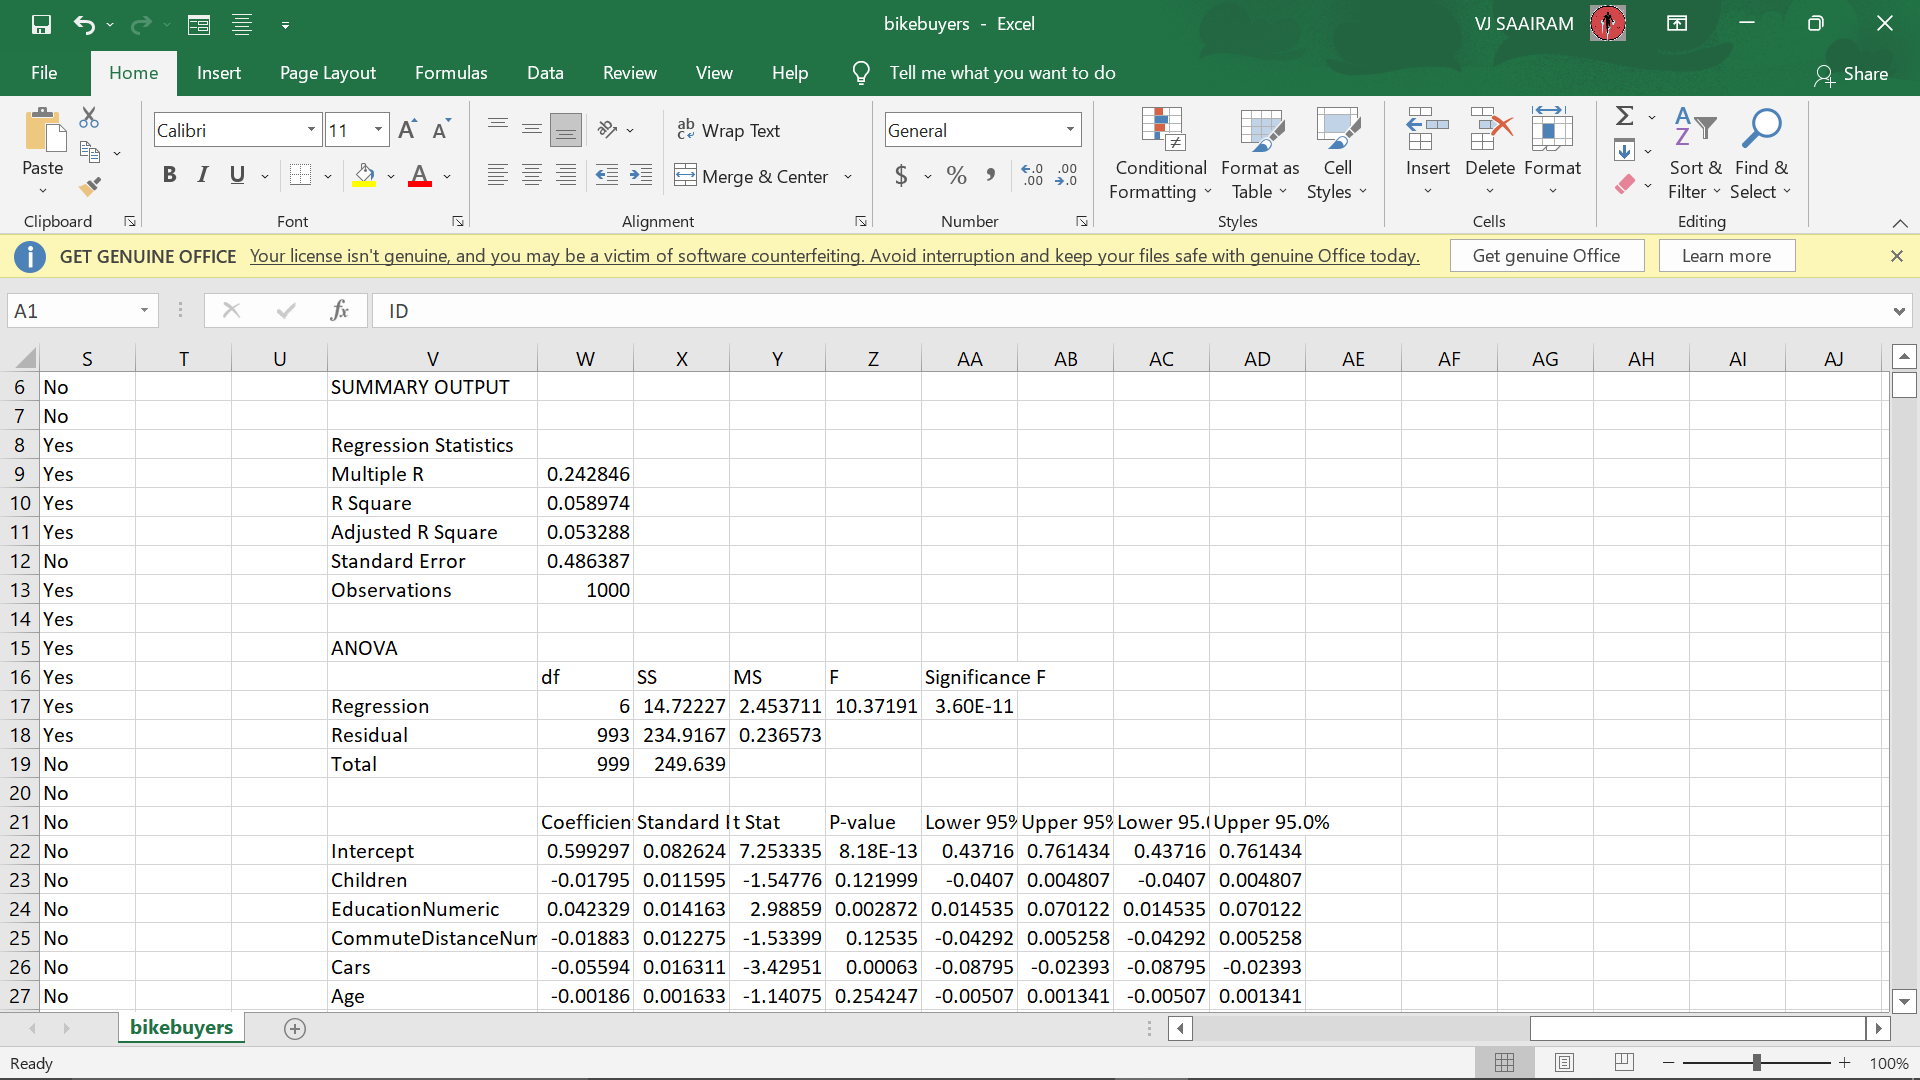 bikebuyers - Excel
VJ SAAIRAM
File Home Insert Page Layout Formulas Data Review View Help Tell me what you want to do Share
Paste
Clipboard
Calibri 11
B I U A
Font
ab Wrap Text
Merge & Center
Alignment
General
$ % , .00 .0
Number
Conditional Formatting
Format as Table
Cell Styles
Styles
Insert Delete Format
Cells
Sort & Filter
Find & Select
Editing
GET GENUINE OFFICE Your license isn't genuine, and you may be a victim of software counterfeiting. Avoid interruption and keep your files safe with genuine Office today. Get genuine Office Learn more
A1 fx ID
S T U V W X Y Z AA AB AC AD AE AF AG AH AI AJ
6 No SUMMARY OUTPUT
7 No
8 Yes Regression Statistics
9 Yes Multiple R 0.242846
10 Yes R Square 0.058974
11 Yes Adjusted R Square 0.053288
12 No Standard Error 0.486387
13 Yes Observations 1000
14 Yes
15 Yes ANOVA
16 Yes df SS MS F Significance F
17 Yes Regression 6 14.72227 2.453711 10.37191 3.60E-11
18 Yes Residual 993 234.9167 0.236573
19 No Total 999 249.639
20 No
21 No Coefficien Standard t Stat P-value Lower 95% Upper 95% Lower 95.0 Upper 95.0%
22 No Intercept 0.599297 0.082624 7.253335 8.18E-13 0.43716 0.761434 0.43716 0.761434
23 No Children -0.01795 0.011595 -1.54776 0.121999 -0.0407 0.004807 -0.0407 0.004807
24 No EducationNumeric 0.042329 0.014163 2.98859 0.002872 0.014535 0.070122 0.014535 0.070122
25 No CommuteDistanceNum -0.01883 0.012275 -1.53399 0.12535 -0.04292 0.005258 -0.04292 0.005258
26 No Cars -0.05594 0.016311 -3.42951 0.00063 -0.08795 -0.02393 -0.08795 -0.02393
27 No Age -0.00186 0.001633 -1.14075 0.254247 -0.00507 0.001341 -0.00507 0.001341
bikebuyers
Ready 100%